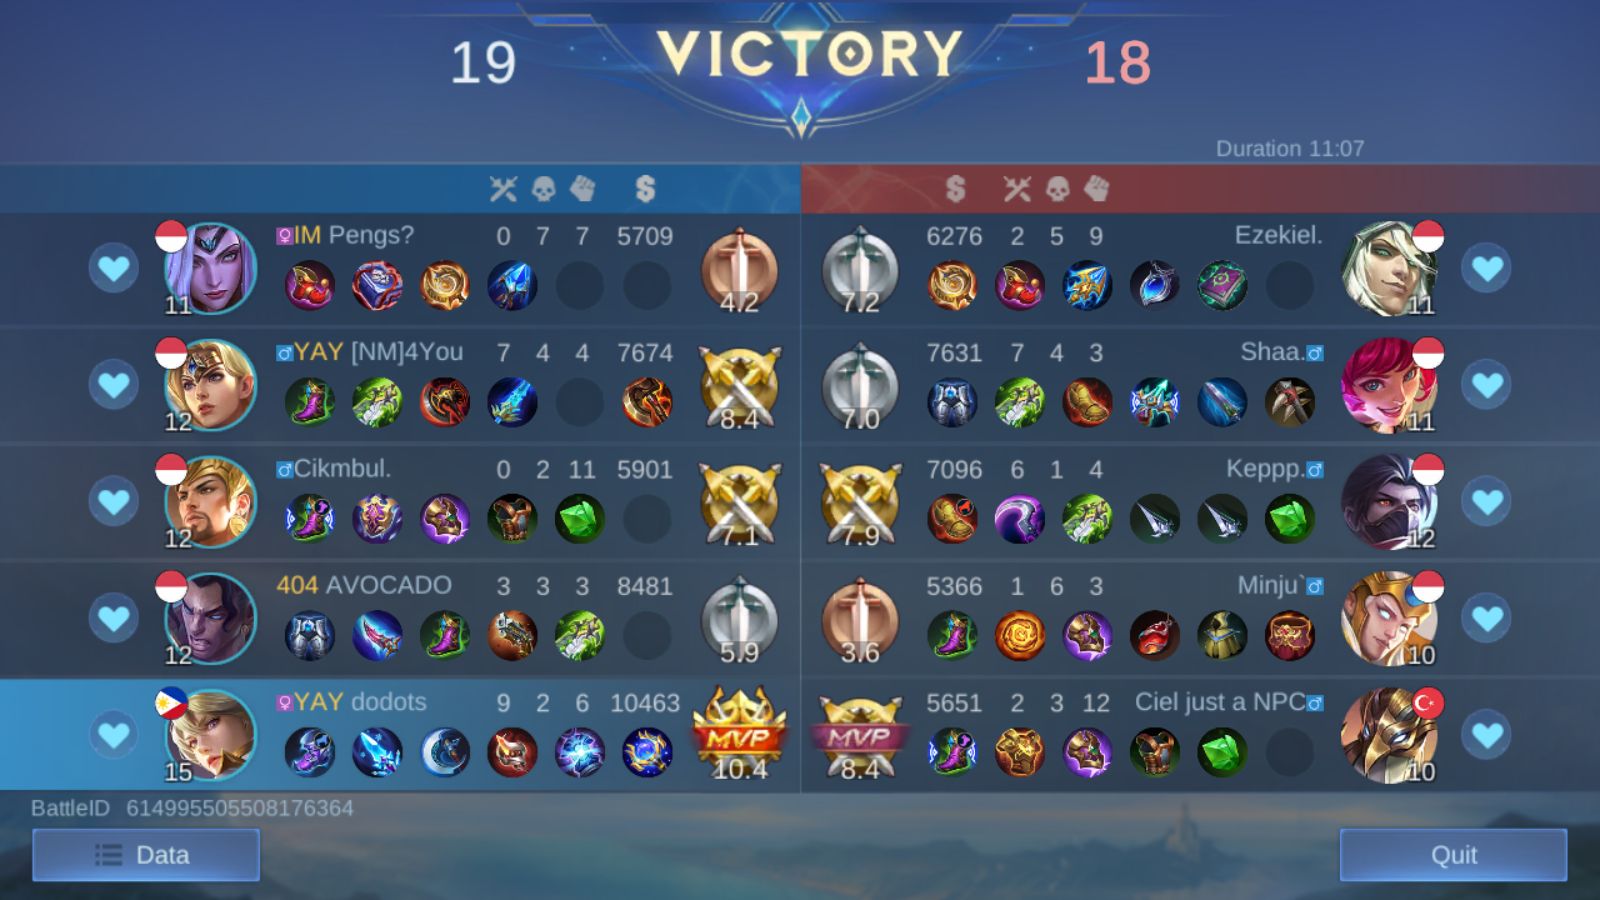 19 VICTORY 18
Duration 11:07
IM Pengs? 0 7 7 5709
11 4.2
6276 2 5 9 Ezekiel.
7.2 11
YAY [NM]4You 7 4 4 7674
12 8.4
7631 7 4 3 Shaa.
7.0 11
Cikmbul. 0 2 11 5901
12 7.1
7096 6 1 4 Keppp.
7.9 12
404 AVOCADO 3 3 3 8481
12 5.9
5366 1 6 3 Minju`
3.6 10
YAY dodots 9 2 6 10463
15 MVP 10.4
5651 2 3 12 Ciel just a NPC
MVP 8.4 10
BattleID 614995505508176364
Data
Quit